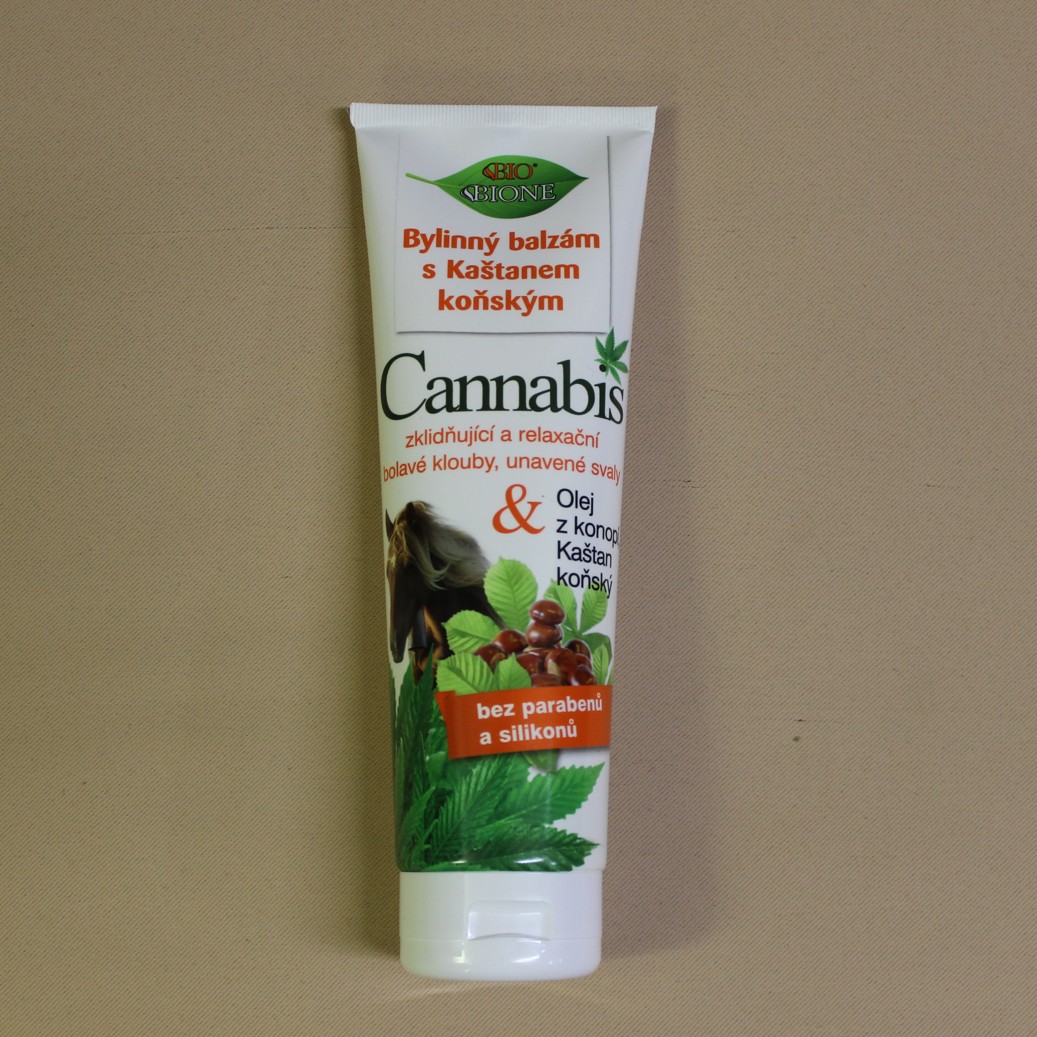 BIO
BIONE
Bylinný balzám
s Kaštanem
koňským
Cannabis
zklidňující a relaxační
bolavé klouby, unavené svaly
&
Olej
z konopí
Kaštan
koňský
bez parabenů
a silikonů